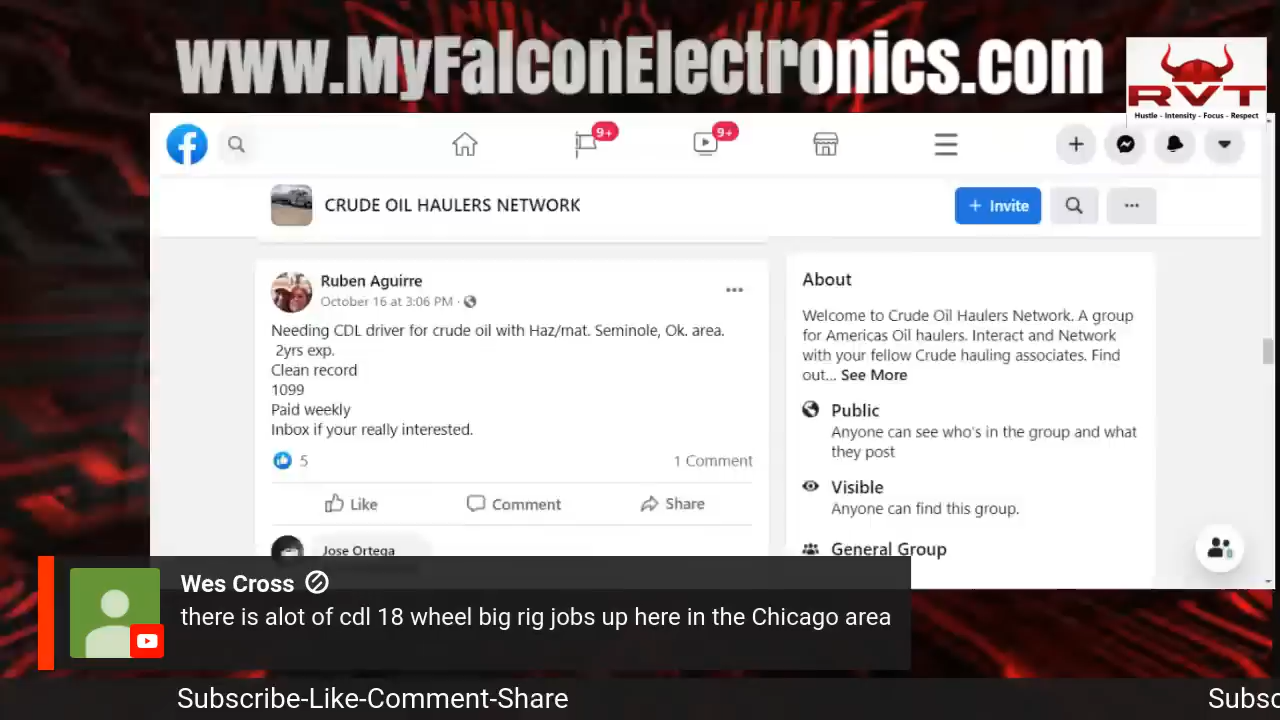 www.MyFalconElectronics.com
RVT
Hustle - Intensity - Focus - Respect
9+
9+
CRUDE OIL HAULERS NETWORK
+ Invite
Ruben Aguirre
October 16 at 3:06 PM ·
Needing CDL driver for crude oil with Haz/mat. Seminole, Ok. area.
2yrs exp.
Clean record
1099
Paid weekly
Inbox if your really interested.
5
1 Comment
Like
Comment
Share
Jose Ortega
About
Welcome to Crude Oil Haulers Network. A group
for Americas Oil haulers. Interact and Network
with your fellow Crude hauling associates. Find
out... See More
Public
Anyone can see who's in the group and what
they post
Visible
Anyone can find this group.
General Group
Wes Cross
there is alot of cdl 18 wheel big rig jobs up here in the Chicago area
Subscribe-Like-Comment-Share
Subsc